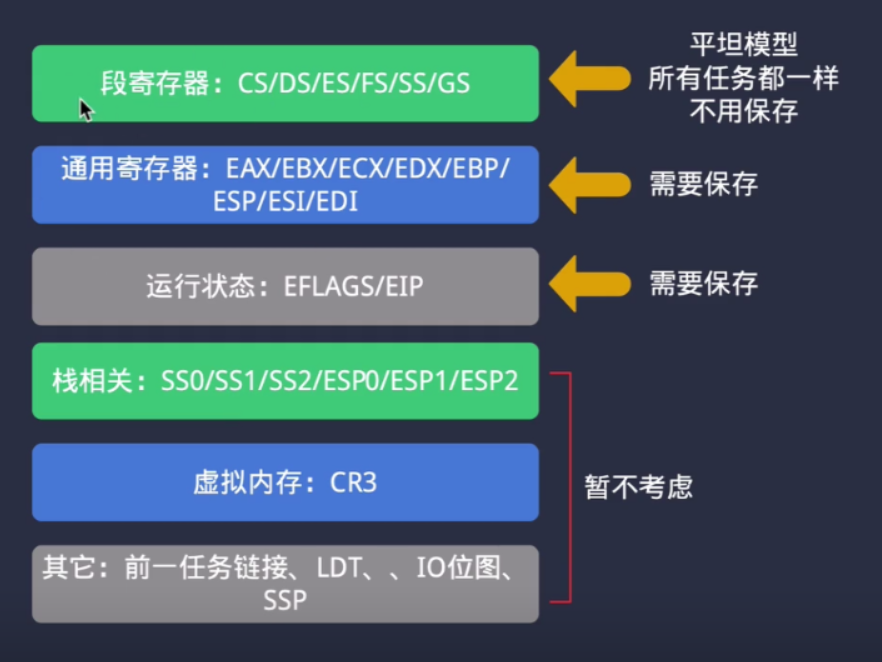 段寄存器：CS/DS/ES/FS/SS/GS
平坦模型
所有任务都一样
不用保存
通用寄存器：EAX/EBX/ECX/EDX/EBP/
ESP/ESI/EDI
需要保存
运行状态：EFLAGS/EIP
需要保存
栈相关：SS0/SS1/SS2/ESP0/ESP1/ESP2
虚拟内存：CR3
暂不考虑
其它：前一任务链接、LDT、、IO位图、
SSP